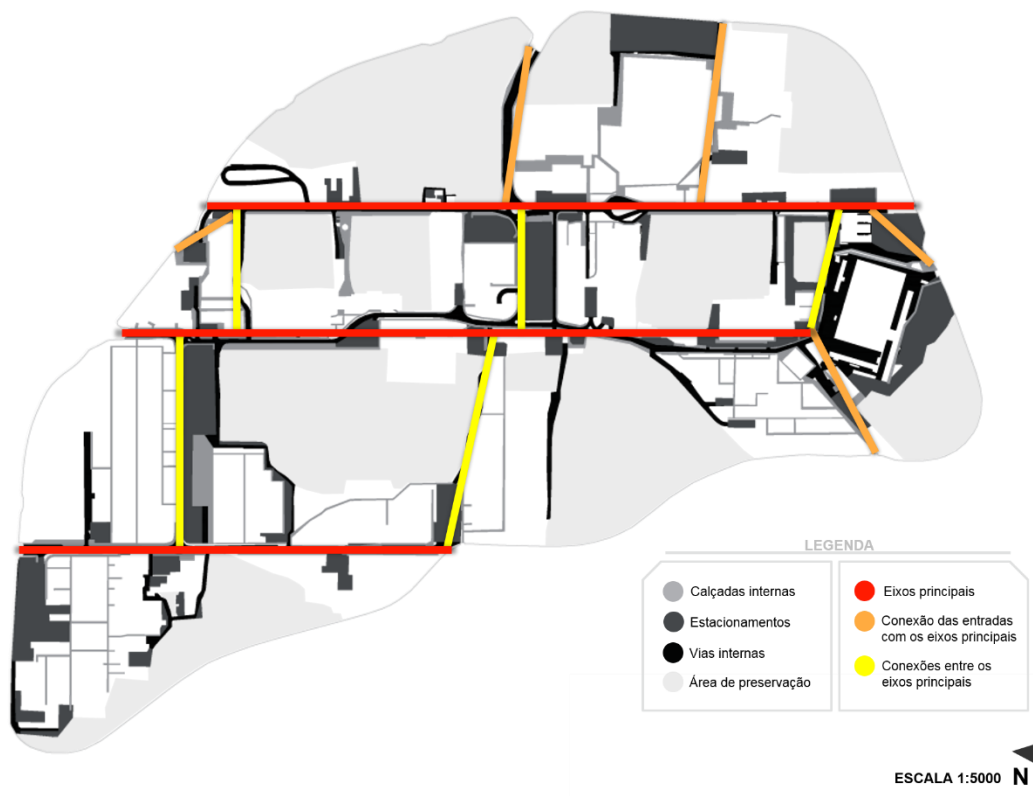 LEGENDA
Calçadas internas
Estacionamentos
Vias internas
Área de preservação
Eixos principais
Conexão das entradas
com os eixos principais
Conexões entre os
eixos principais
ESCALA 1:5000 N